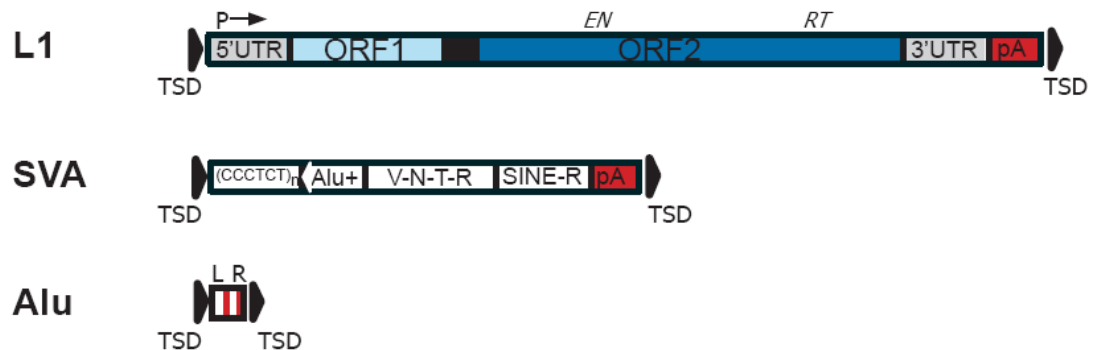 P EN RT
L1 5'UTR ORF1 ORF2 3'UTR pA
TSD TSD
SVA (CCCTCT)n Alu+ V-N-T-R SINE-R pA
TSD TSD
L R
Alu
TSD TSD